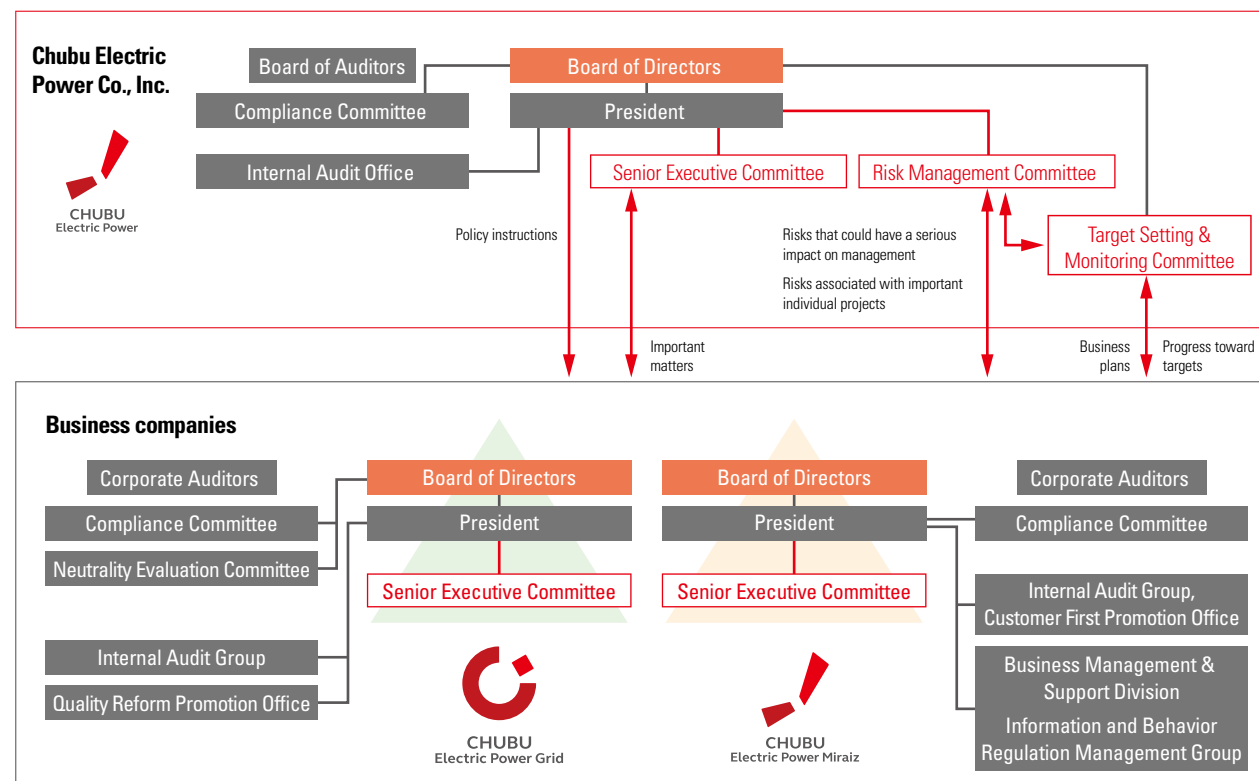 Chubu Electric
Power Co., Inc.
CHUBU
Electric Power
Board of Auditors
Board of Directors
Compliance Committee
President
Internal Audit Office
Senior Executive Committee
Risk Management Committee
Target Setting &
Monitoring Committee
Policy instructions
Risks that could have a serious
impact on management
Risks associated with important
individual projects
Important
matters
Business
plans
Progress toward
targets
Business companies
Corporate Auditors
Board of Directors
Compliance Committee
President
Neutrality Evaluation Committee
Senior Executive Committee
Internal Audit Group
Quality Reform Promotion Office
CHUBU
Electric Power Grid
Board of Directors
Corporate Auditors
President
Compliance Committee
Senior Executive Committee
Internal Audit Group,
Customer First Promotion Office
Business Management &
Support Division
Information and Behavior
Regulation Management Group
CHUBU
Electric Power Miraiz